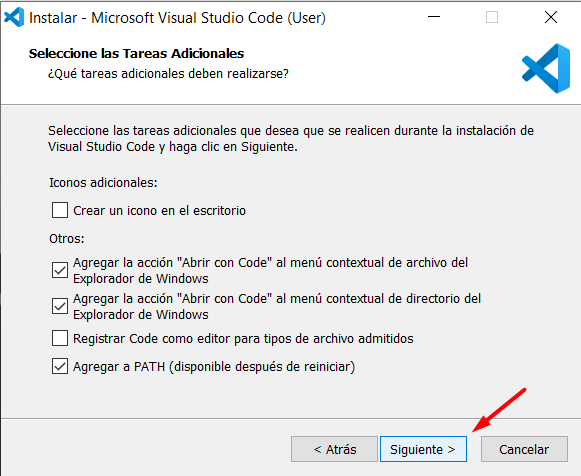 Instalar - Microsoft Visual Studio Code (User)
Seleccione las Tareas Adicionales
¿Qué tareas adicionales deben realizarse?
Seleccione las tareas adicionales que desea que se realicen durante la instalación de
Visual Studio Code y haga clic en Siguiente.
Iconos adicionales:
Crear un icono en el escritorio
Otros:
Agregar la acción "Abrir con Code" al menú contextual de archivo del
Explorador de Windows
Agregar la acción "Abrir con Code" al menú contextual de directorio del
Explorador de Windows
Registrar Code como editor para tipos de archivo admitidos
Agregar a PATH (disponible después de reiniciar)
< Atrás
Siguiente >
Cancelar